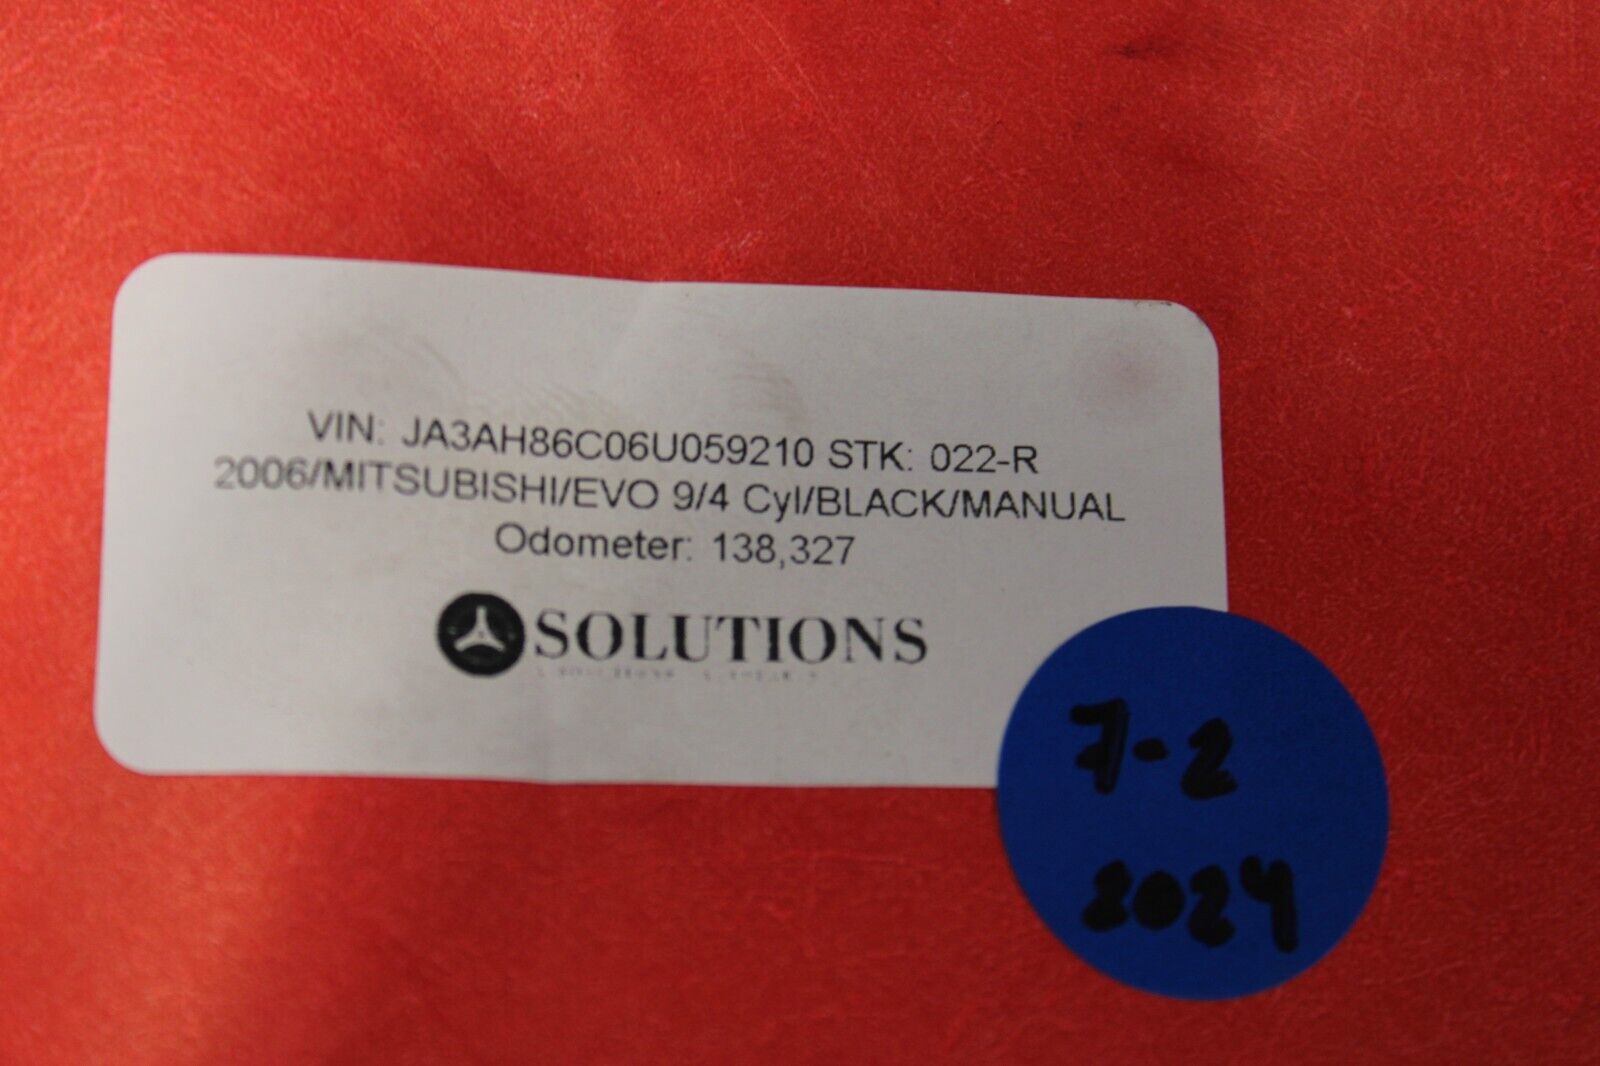 VIN: JA3AH86C06U059210 STK: 022-R
2006/MITSUBISHI/EVO 9/4 Cyl/BLACK/MANUAL
Odometer: 138,327
SOLUTIONS
7-2
2024